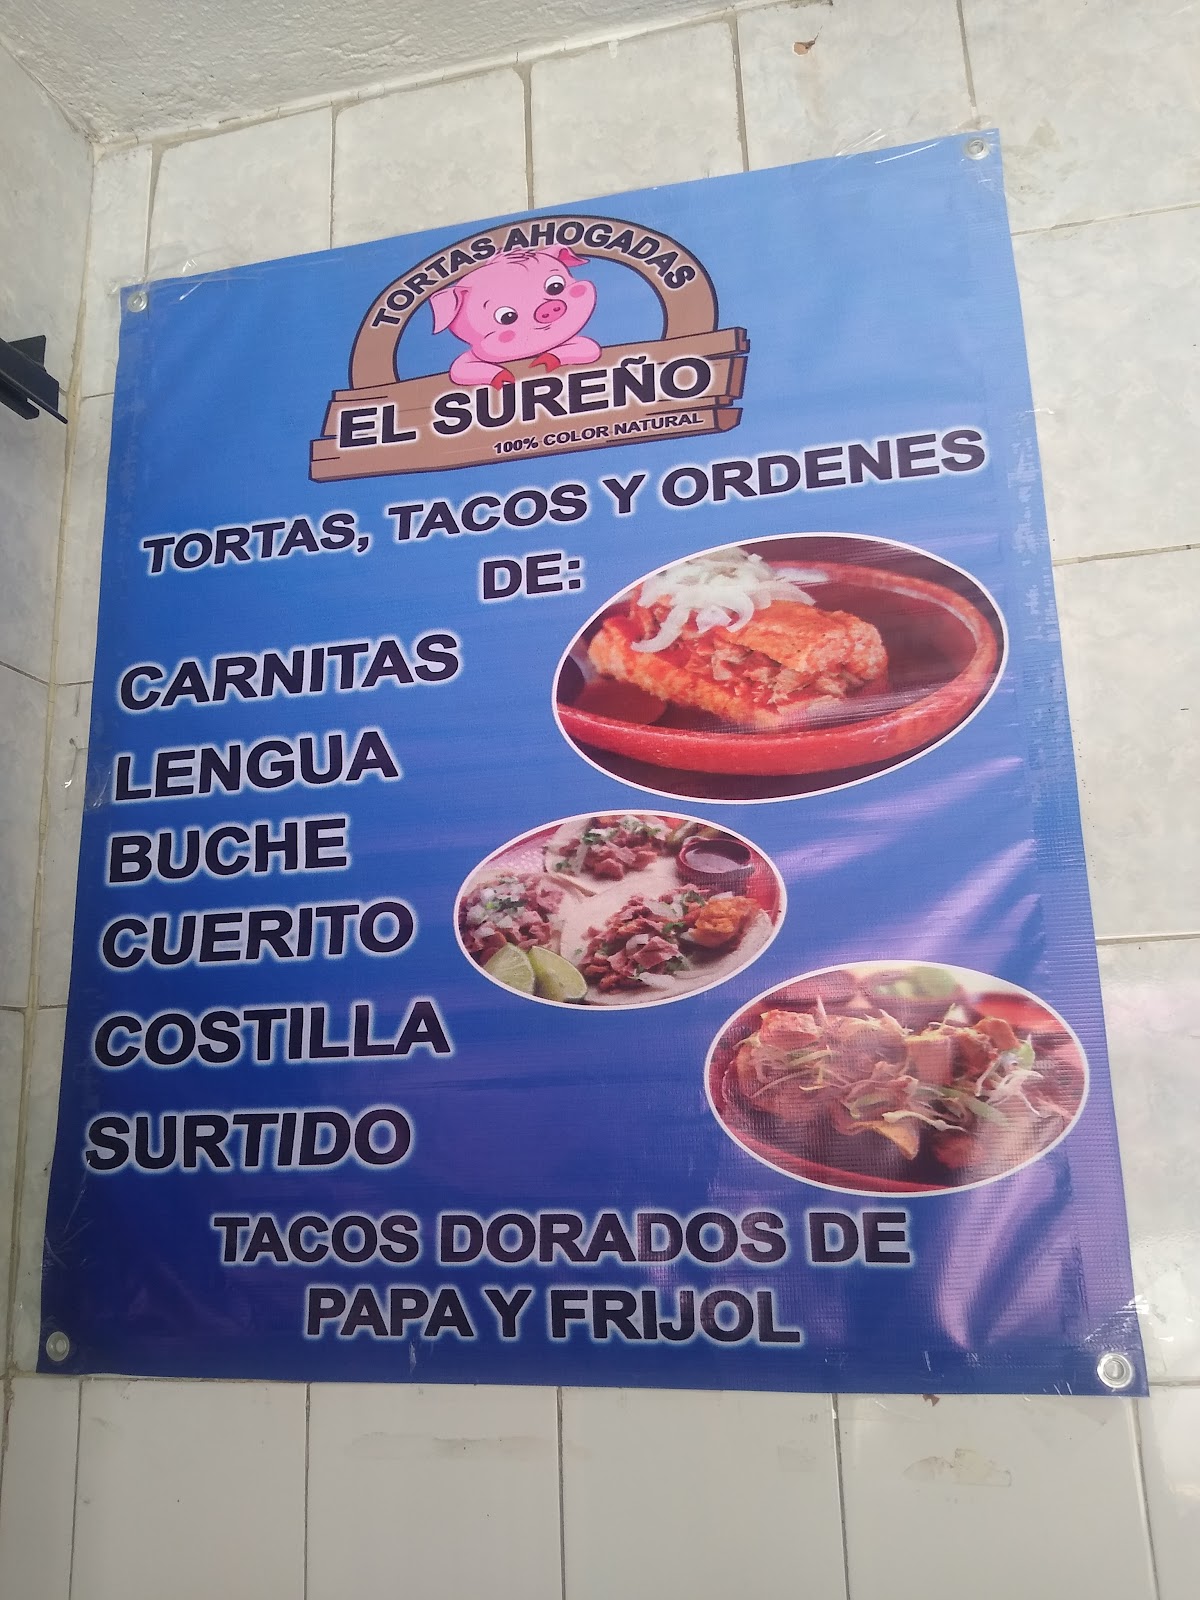 TORTAS AHOGADAS
EL SUREÑO
100% COLOR NATURAL
TORTAS, TACOS Y ORDENES
DE:
CARNITAS
LENGUA
BUCHE
CUERITO
COSTILLA
SURTIDO
TACOS DORADOS DE
PAPA Y FRIJOL